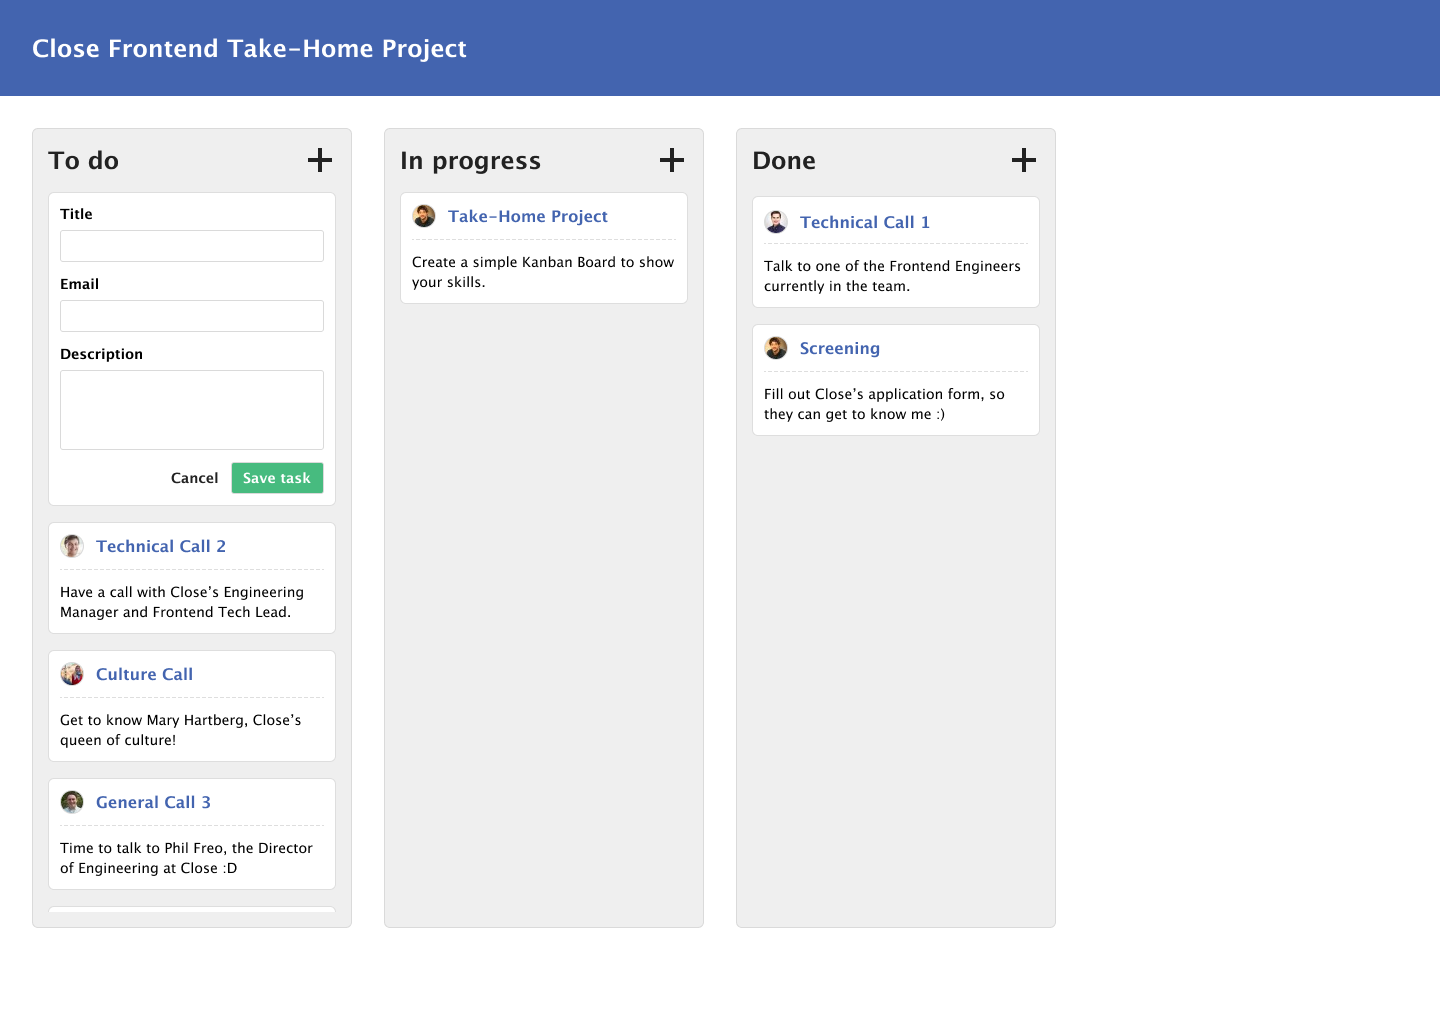 Close Frontend Take-Home Project
To do
Title
Email
Description
Cancel
Save task
Technical Call 2
Have a call with Close’s Engineering
Manager and Frontend Tech Lead.
Culture Call
Get to know Mary Hartberg, Close’s
queen of culture!
General Call 3
Time to talk to Phil Freo, the Director
of Engineering at Close :D
In progress
Take-Home Project
Create a simple Kanban Board to show
your skills.
Done
Technical Call 1
Talk to one of the Frontend Engineers
currently in the team.
Screening
Fill out Close’s application form, so
they can get to know me :)